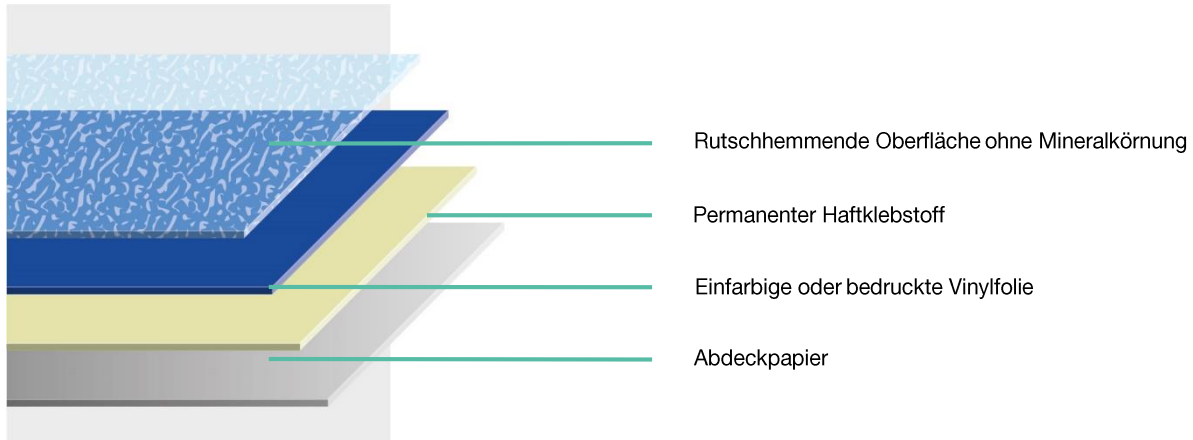 Rutschhemmende Oberfläche ohne Mineralkörnung
Permanenter Haftklebstoff
Einfarbige oder bedruckte Vinylfolie
Abdeckpapier